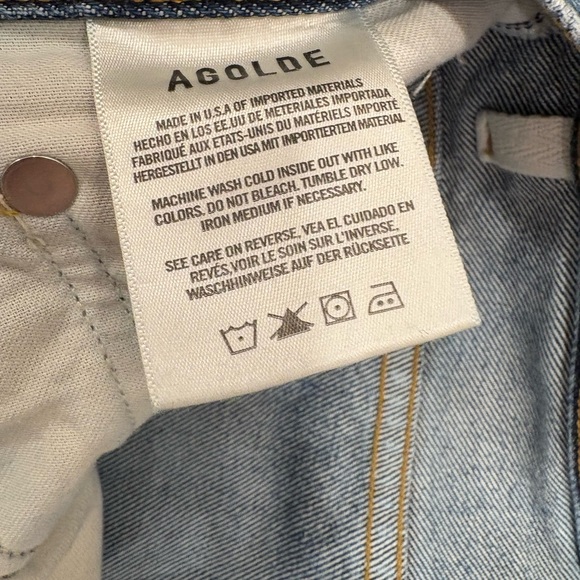 AGOLDE
MADE IN U.S.A OF IMPORTED MATERIALS
HECHO EN LOS EE.UU DE METERIALES IMPORTADA
FABRIQUÉ AUX ETATS-UNIS DU MATÉRIEL IMPORTÉ
HERGESTELLT IN DEN USA MIT IMPORTIERTEM MATERIAL
MACHINE WASH COLD INSIDE OUT WITH LIKE
COLORS. DO NOT BLEACH. TUMBLE DRY LOW.
IRON MEDIUM IF NECESSARY.
SEE CARE ON REVERSE, VEA EL CUIDADO EN
REVÉS,VOIR LE SOIN SUR L'INVERSE.
WASCHHINWEISE AUF DER RÜCKSEITE